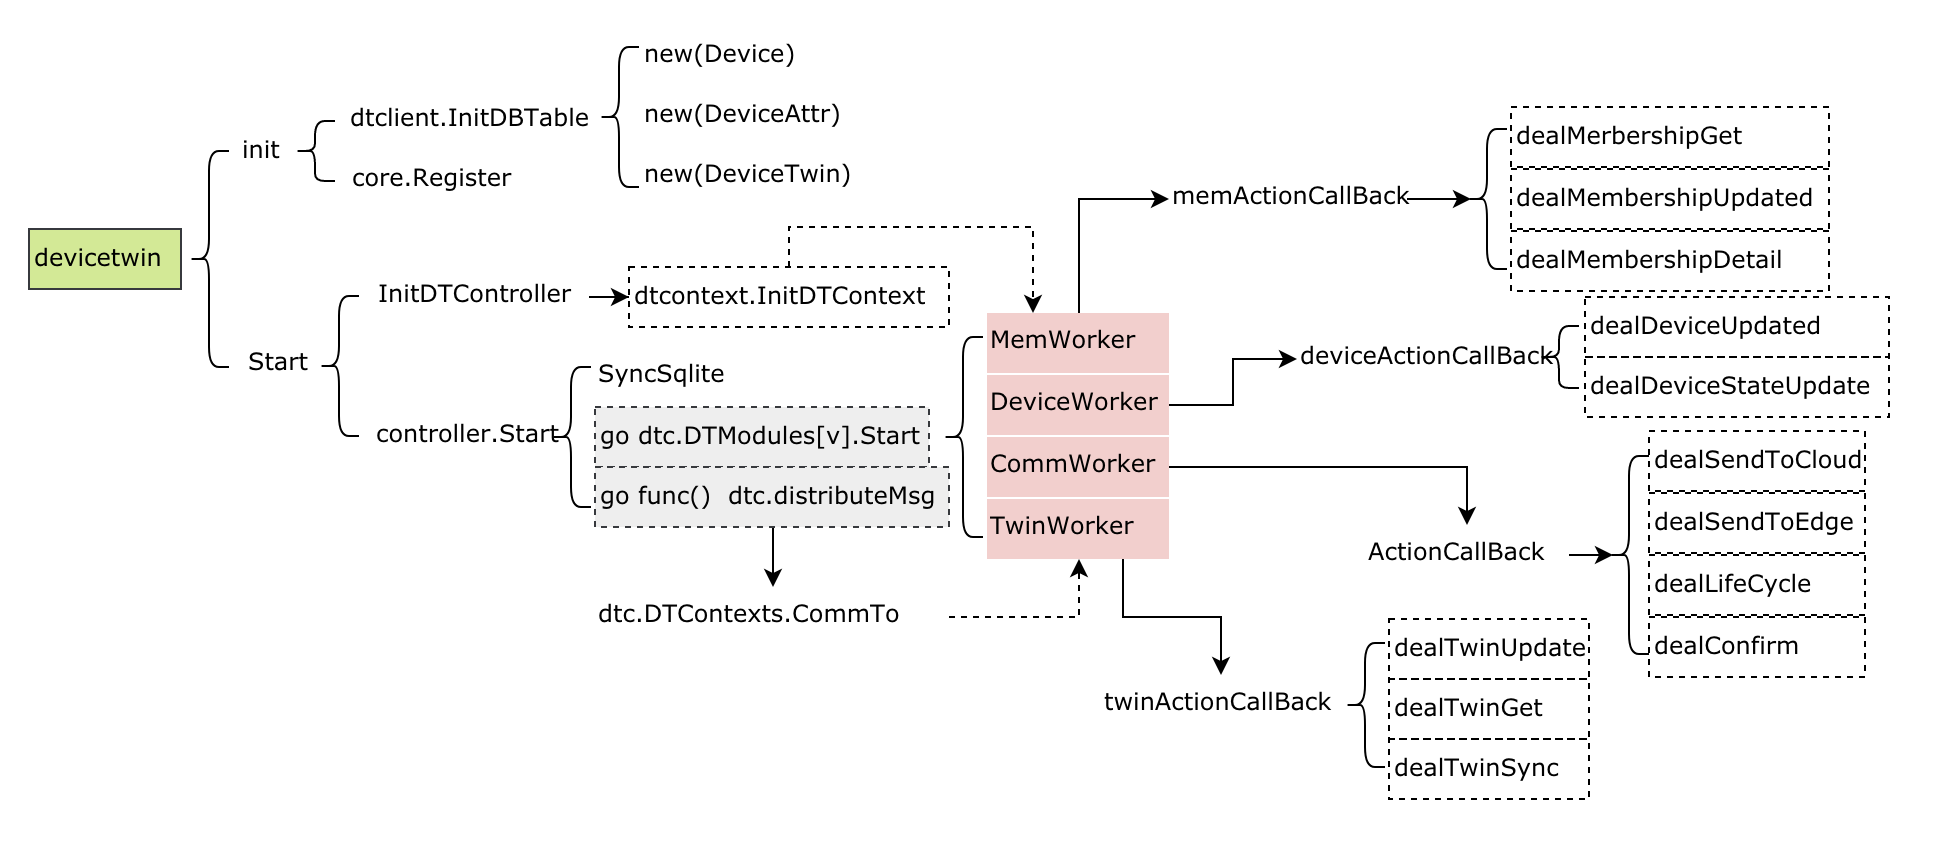 devicetwin
init
dtclient.InitDBTable
new(Device)
new(DeviceAttr)
new(DeviceTwin)
core.Register
Start
InitDTController
dtcontext.InitDTContext
controller.Start
SyncSqlite
go dtc.DTModules[v].Start
go func()  dtc.distributeMsg
dtc.DTContexts.CommTo
MemWorker
DeviceWorker
CommWorker
TwinWorker
memActionCallBack
dealMerbershipGet
dealMembershipUpdated
dealMembershipDetail
deviceActionCallBack
dealDeviceUpdated
dealDeviceStateUpdate
ActionCallBack
dealSendToCloud
dealSendToEdge
dealLifeCycle
dealConfirm
twinActionCallBack
dealTwinUpdate
dealTwinGet
dealTwinSync